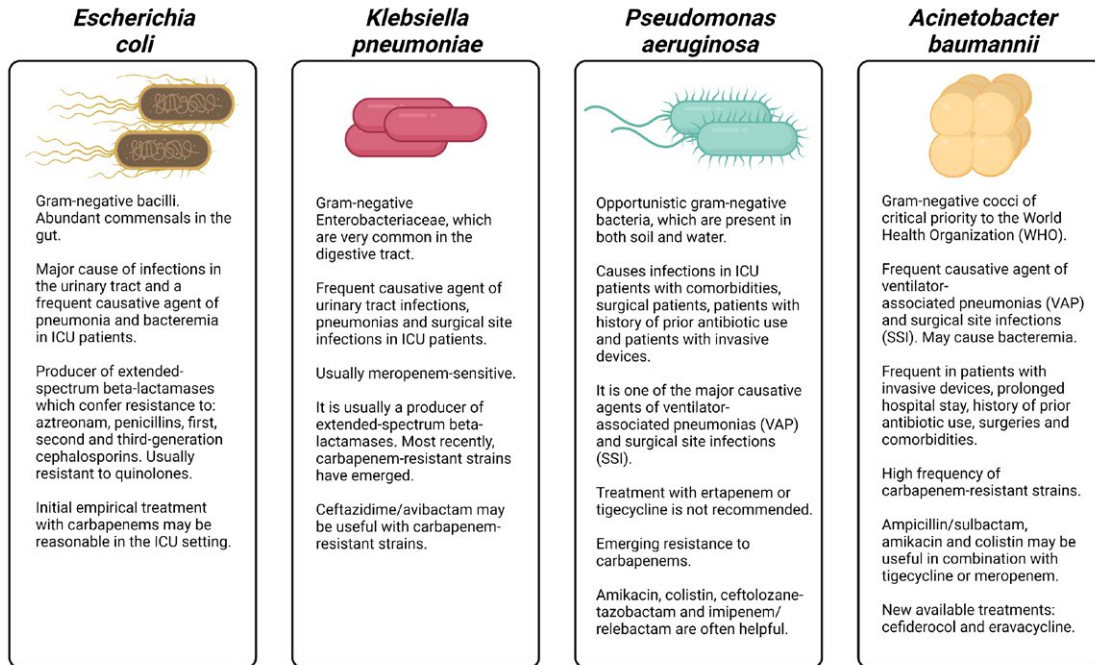 Escherichia
coli
Gram-negative bacilli.
Abundant commensals in the
gut.
Major cause of infections in
the urinary tract and a
frequent causative agent of
pneumonia and bacteremia
in ICU patients.
Producer of extended-
spectrum beta-lactamases
which confer resistance to:
aztreonam, penicillins, first,
second and third-generation
cephalosporins. Usually
resistant to quinolones.
Initial empirical treatment
with carbapenems may be
reasonable in the ICU setting.
Klebsiella
pneumoniae
Gram-negative
Enterobacteriaceae, which
are very common in the
digestive tract.
Frequent causative agent of
urinary tract infections,
pneumonias and surgical site
infections in ICU patients.
Usually meropenem-sensitive.
It is usually a producer of
extended-spectrum beta-
lactamases. Most recently,
carbapenem-resistant strains
have emerged.
Ceftazidime/avibactam may
be useful with carbapenem-
resistant strains.
Pseudomonas
aeruginosa
Opportunistic gram-negative
bacteria, which are present in
both soil and water.
Causes infections in ICU
patients with comorbidities,
surgical patients, patients with
history of prior antibiotic use
and patients with invasive
devices.
It is one of the major causative
agents of ventilator-
associated pneumonias (VAP)
and surgical site infections
(SSI).
Treatment with ertapenem or
tigecycline is not recommended.
Emerging resistance to
carbapenems.
Amikacin, colistin, ceftolozane-
tazobactam and imipenem/
relebactam are often helpful.
Acinetobacter
baumannii
Gram-negative cocci of
critical priority to the World
Health Organization (WHO).
Frequent causative agent of
ventilator-
associated pneumonias (VAP)
and surgical site infections
(SSI). May cause bacteremia.
Frequent in patients with
invasive devices, prolonged
hospital stay, history of prior
antibiotic use, surgeries and
comorbidities.
High frequency of
carbapenem-resistant strains.
Ampicillin/sulbactam,
amikacin and colistin may be
useful in combination with
tigecycline or meropenem.
New available treatments:
cefiderocol and eravacycline.